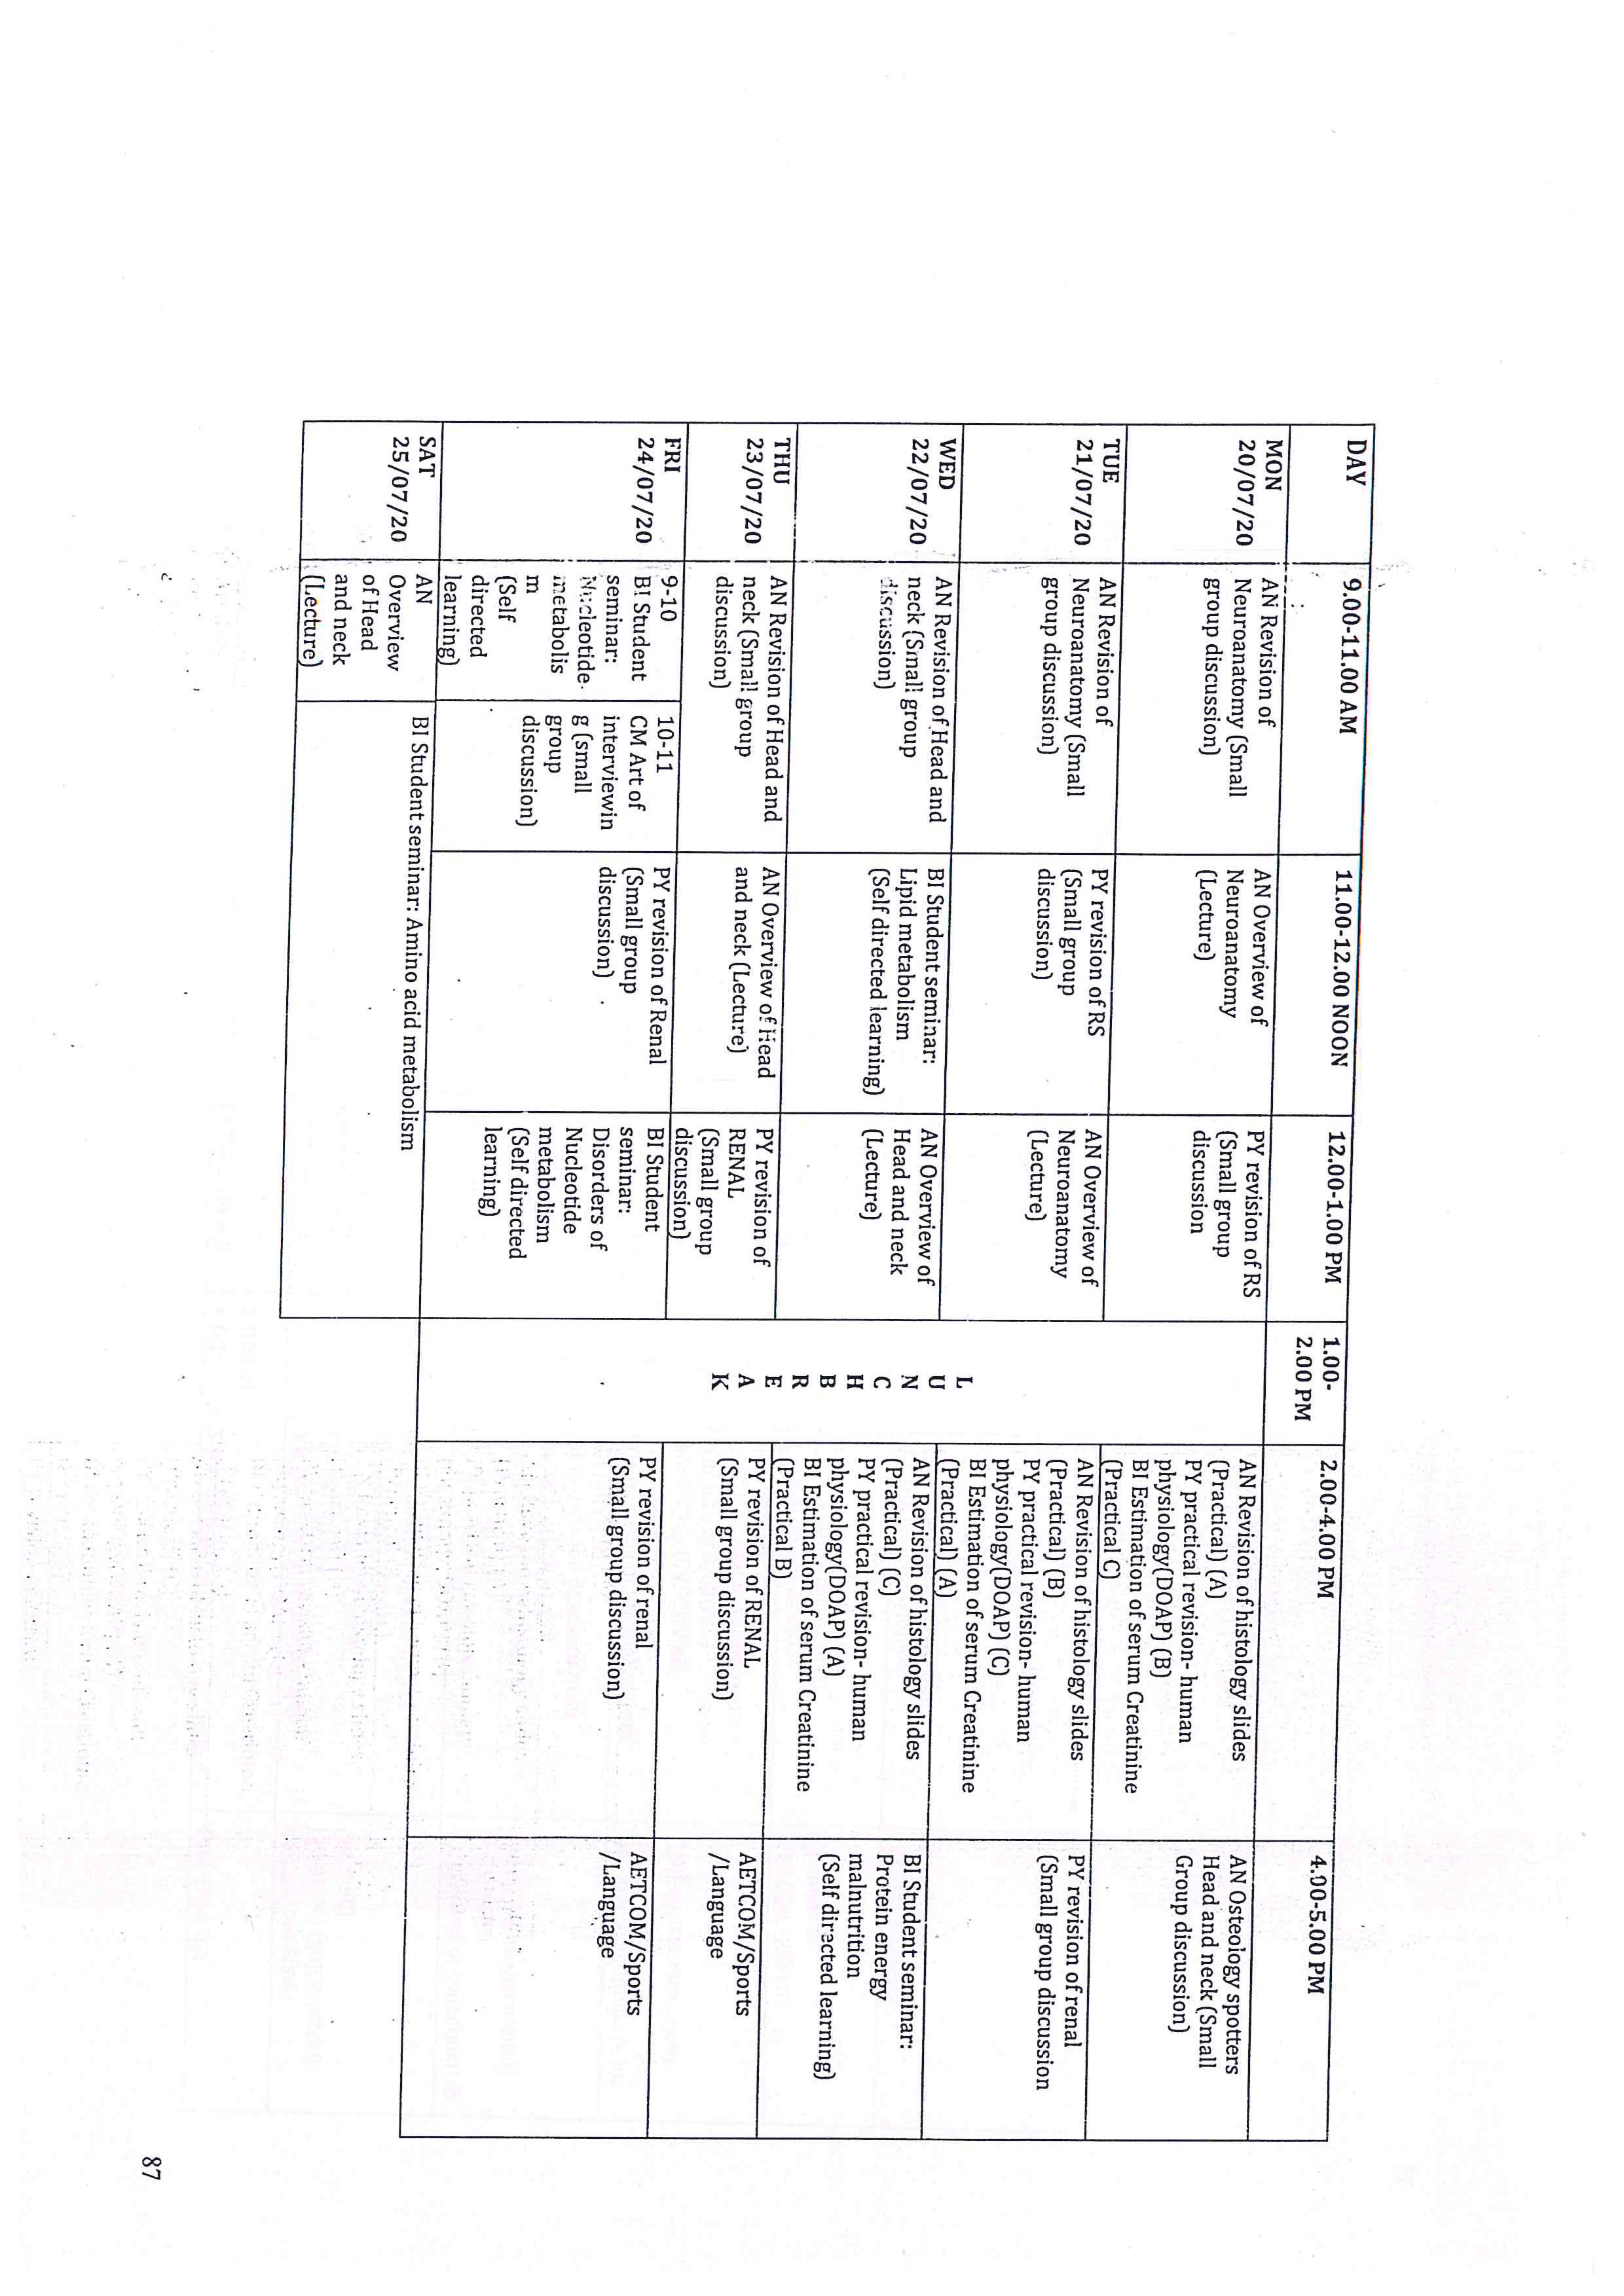 DAY
9.00-11.00 AM
11.00-12.00 NOON
12.00-1.00 PM
1.00-
2.00 PM
2.00-4.00 PM
4.00-5.00 PM
MON
20/07/20
AN Revision of
Neuroanatomy (Small
group discussion)
AN Overview of
Neuroanatomy
(Lecture)
PY revision of RS
(Small group
discussion
L
U
N
C
H
B
R
E
A
K
AN Revision of histology slides
(Practical) (A)
PY practical revision- human
physiology(DOAP) (B)
BI Estimation of serum Creatinine
(Practical C)
AN Osteology spotters
Head and neck (Small
Group discussion)
TUE
21/07/20
AN Revision of
Neuroanatomy (Small
group discussion)
PY revision of RS
(Small group
discussion)
AN Overview of
Neuroanatomy
(Lecture)
AN Revision of histology slides
(Practical) (B)
PY practical revision- human
physiology(DOAP) (C)
BI Estimation of serum Creatinine
(Practical) (A)
PY revision of renal
(Small group discussion
WED
22/07/20
AN Revision of Head and
neck (Small group
discussion)
BI Student seminar:
Lipid metabolism
(Self directed learning)
AN Overview of
Head and neck
(Lecture)
AN Revision of histology slides
(Practical) (C)
PY practical revision- human
physiology(DOAP) (A)
BI Estimation of serum Creatinine
(Practical B)
BI Student seminar:
Protein energy
malnutrition
(Self directed learning)
THU
23/07/20
AN Revision of Head and
neck (Small group
discussion)
AN Overview of Head
and neck (Lecture)
PY revision of
RENAL
(Small group
discussion)
PY revision of RENAL
(Small group discussion)
AETCOM/Sports
/Language
FRI
24/07/20
9-10
BI Student
seminar:
Nucleotide
metabolis
m
(Self
directed
learning)
10-11
CM Art of
interviewin
g (small
group
discussion)
PY revision of Renal
(Small group
discussion)
BI Student
seminar:
Disorders of
Nucleotide
metabolism
(Self directed
learning)
PY revision of renal
(Small group discussion)
AETCOM/Sports
/Language
SAT
25/07/20
AN
Overview
of Head
and neck
(Lecture)
BI Student seminar: Amino acid metabolism
87